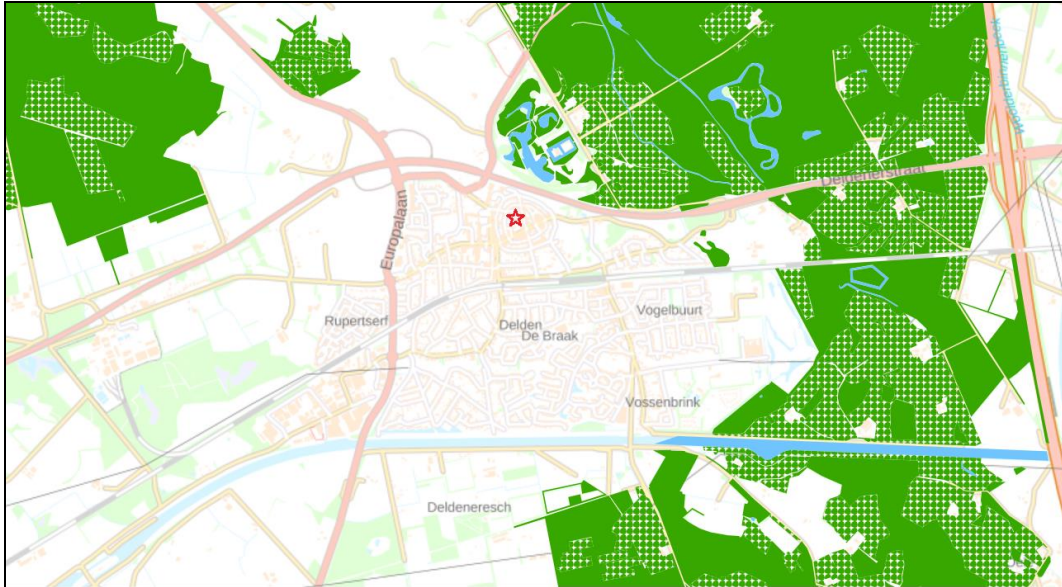 Europalaan
Deldenerstraat
Rupertserf
Delden
De Braak
Vogelbuurt
Vossenbrink
Deldeneresch